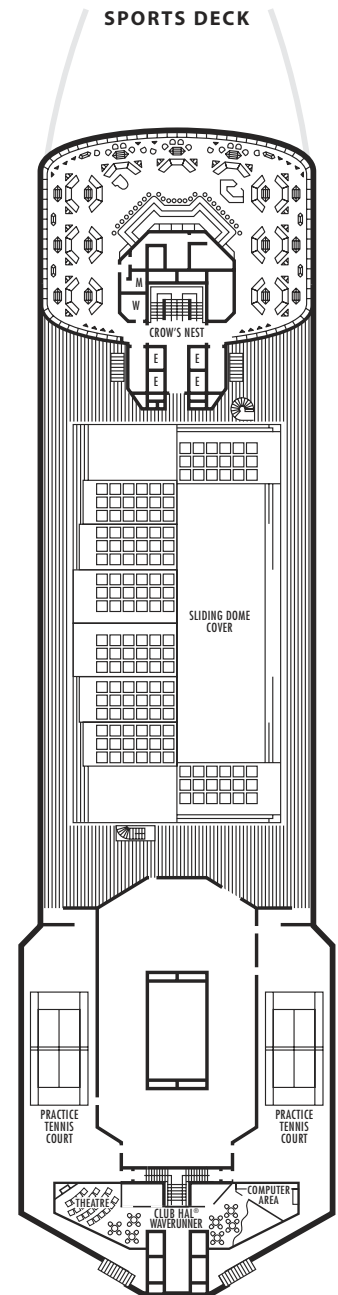 SPORTS DECK
M
W
CROW'S NEST
E
E
E
E
SLIDING DOME
COVER
PRACTICE
TENNIS
COURT
PRACTICE
TENNIS
COURT
THEATRE
CLUB HAL®
WAVERUNNER
COMPUTER
AREA